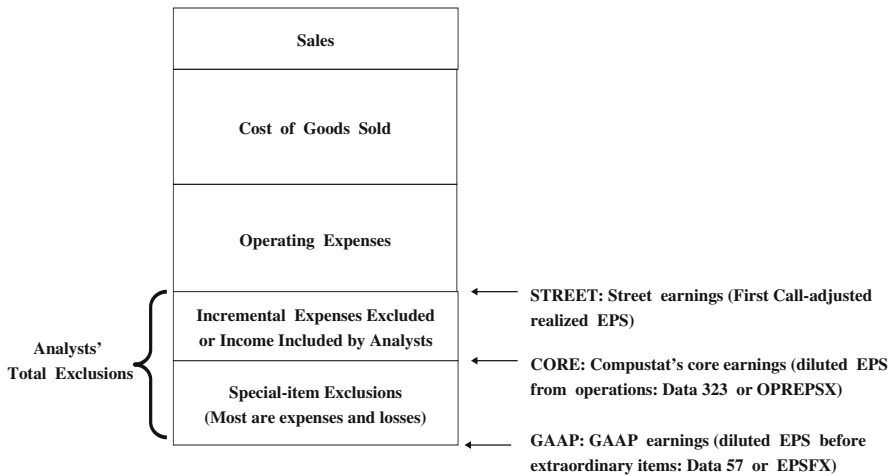 Sales
Cost of Goods Sold
Operating Expenses
Incremental Expenses Excluded
or Income Included by Analysts
Special-item Exclusions
(Most are expenses and losses)
Analysts’
Total Exclusions
STREET: Street earnings (First Call-adjusted
realized EPS)
CORE: Compustat’s core earnings (diluted EPS
from operations: Data 323 or OPREPSX)
GAAP: GAAP earnings (diluted EPS before
extraordinary items: Data 57 or EPSFX)